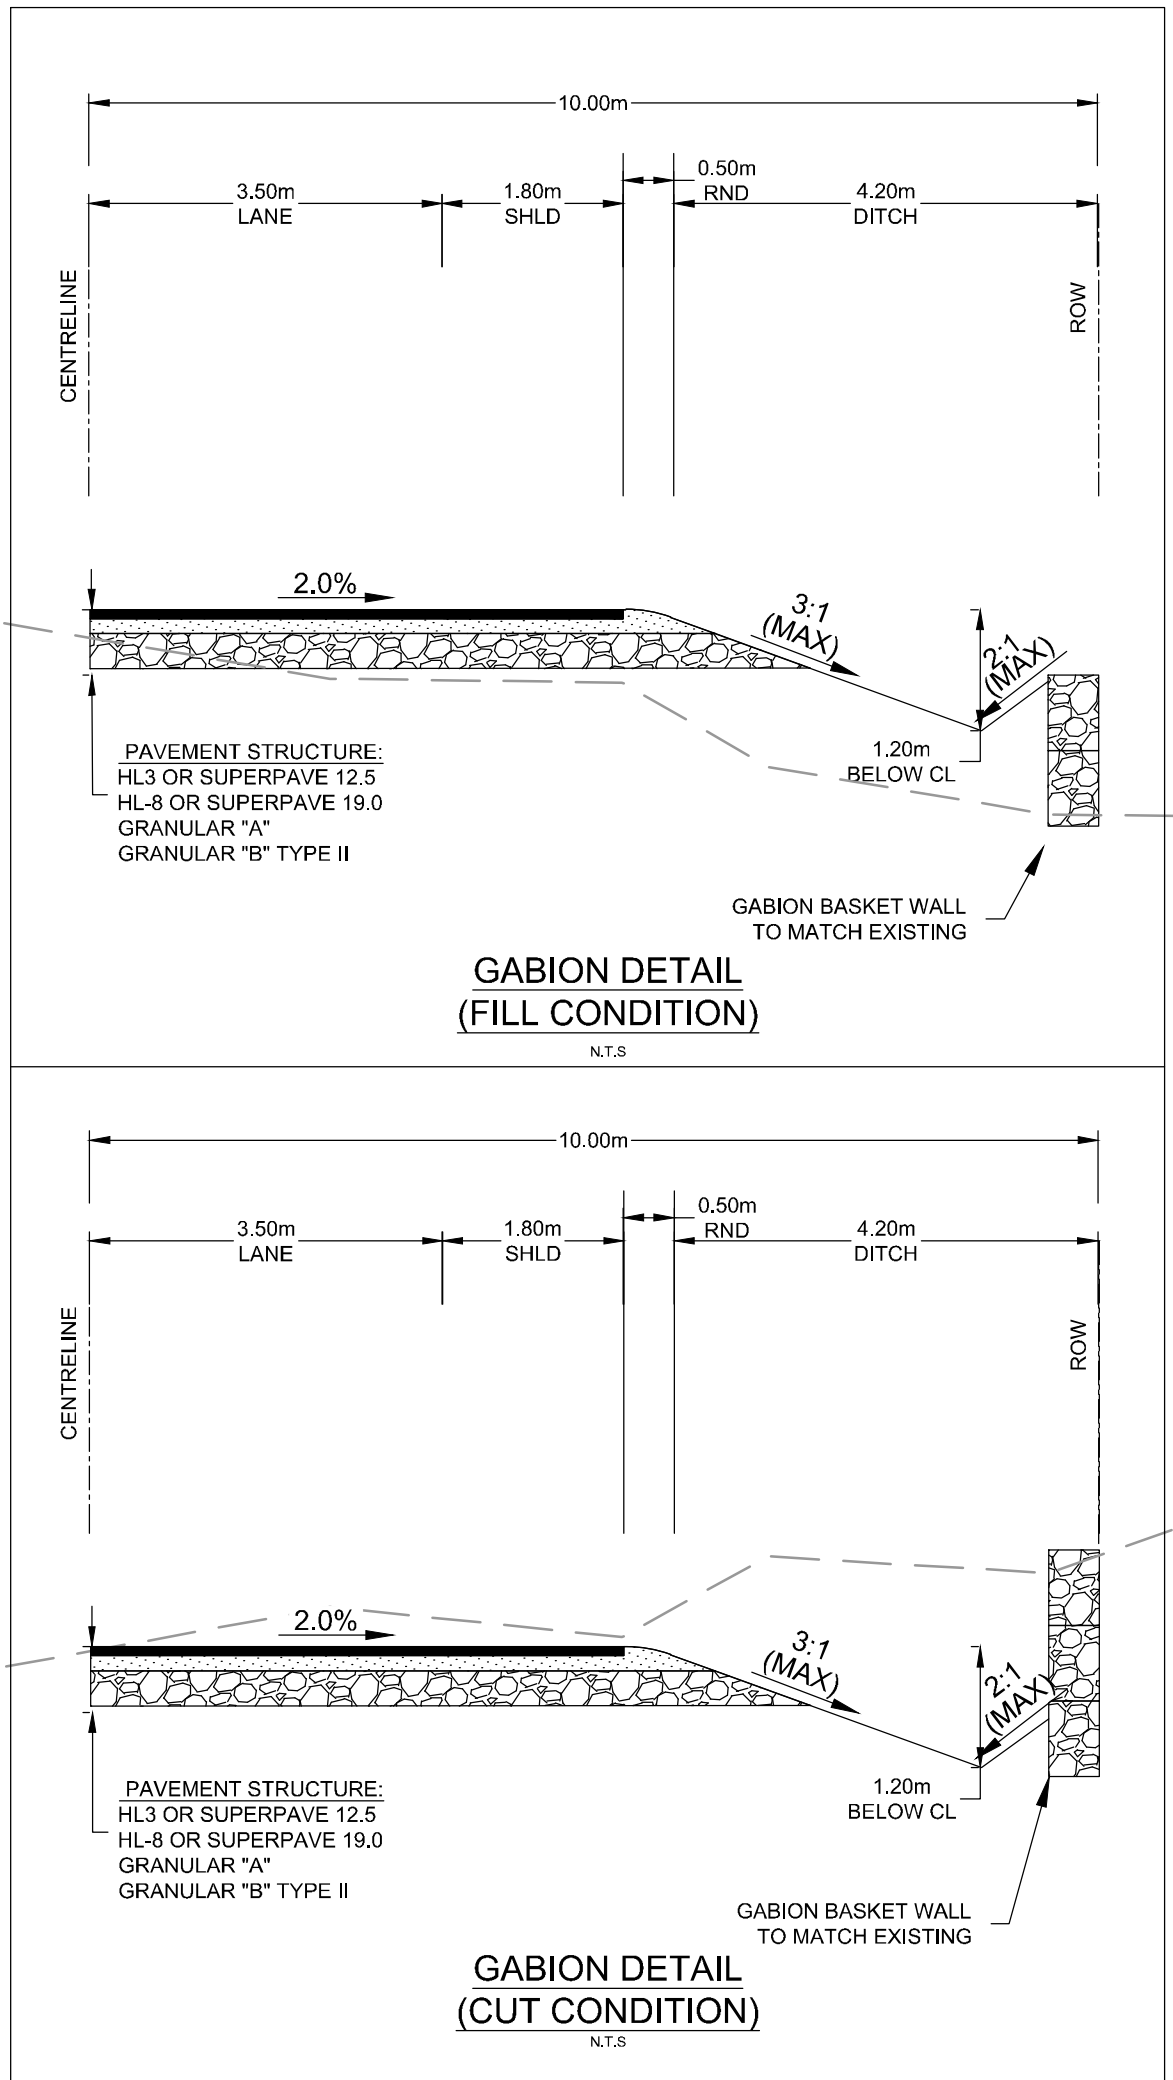 10.00m
3.50m
LANE
1.80m
SHLD
0.50m
RND
4.20m
DITCH
CENTRELINE
ROW
2.0%
3:1
(MAX)
2:1
(MAX)
1.20m
BELOW CL
PAVEMENT STRUCTURE:
HL3 OR SUPERPAVE 12.5
HL-8 OR SUPERPAVE 19.0
GRANULAR "A"
GRANULAR "B" TYPE II
GABION BASKET WALL
TO MATCH EXISTING
GABION DETAIL
(FILL CONDITION)
N.T.S
10.00m
3.50m
LANE
1.80m
SHLD
0.50m
RND
4.20m
DITCH
CENTRELINE
ROW
2.0%
3:1
(MAX)
2:1
(MAX)
1.20m
BELOW CL
PAVEMENT STRUCTURE:
HL3 OR SUPERPAVE 12.5
HL-8 OR SUPERPAVE 19.0
GRANULAR "A"
GRANULAR "B" TYPE II
GABION BASKET WALL
TO MATCH EXISTING
GABION DETAIL
(CUT CONDITION)
N.T.S